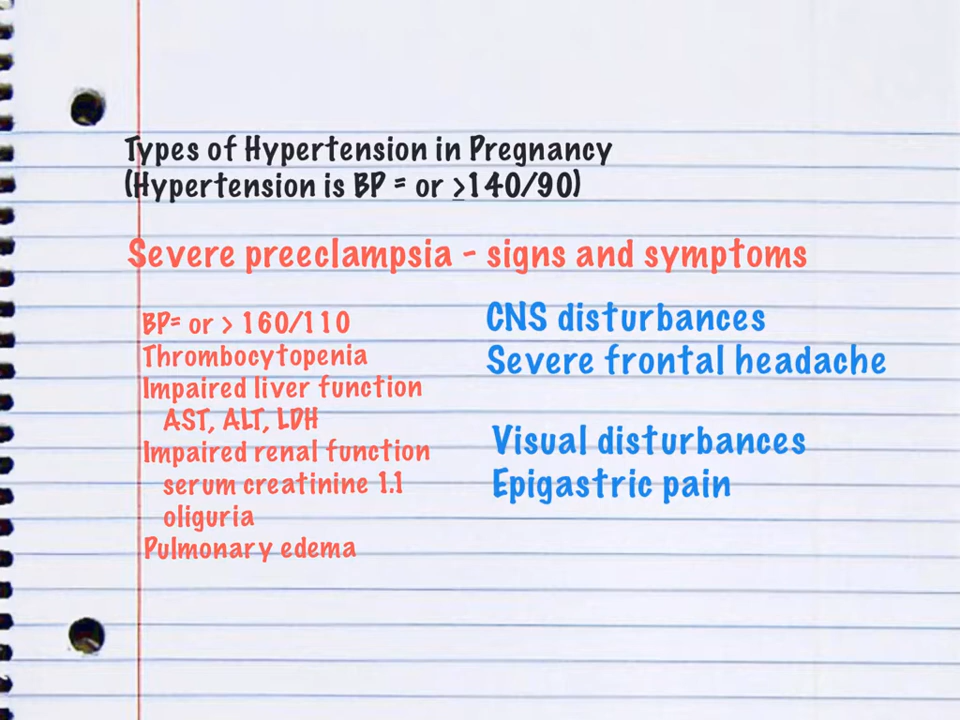 Types of Hypertension in Pregnancy
(Hypertension is BP = or ≥140/90)
Severe preeclampsia - signs and symptoms
BP= or > 160/110
Thrombocytopenia
Impaired liver function
AST, ALT, LDH
Impaired renal function
serum creatinine 1.1
oliguria
Pulmonary edema
CNS disturbances
Severe frontal headache
Visual disturbances
Epigastric pain